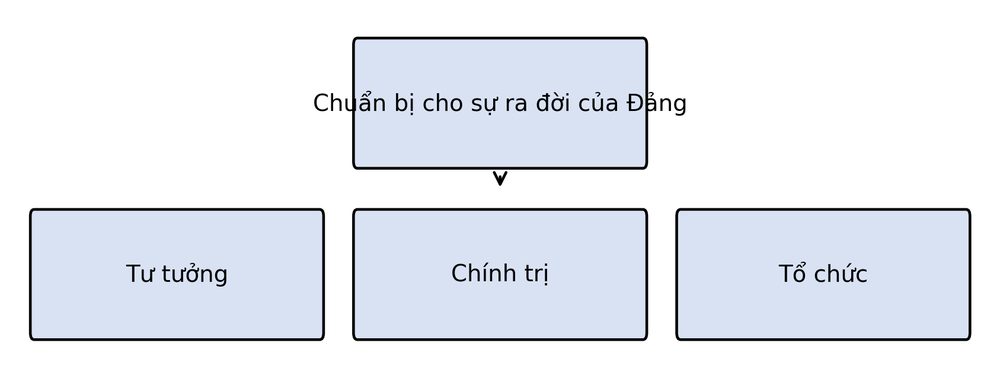 Chuẩn bị cho sự ra đời của Đảng
Tư tưởng
Chính trị
Tổ chức